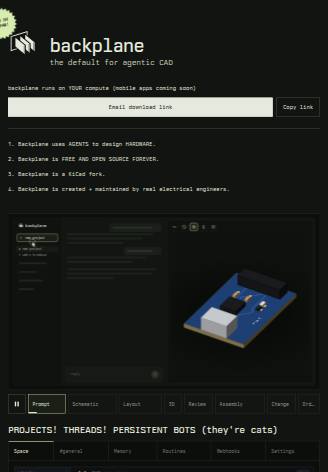 backplane
the default for agentic CAD
backplane runs on YOUR compute (mobile apps coming soon)
Email download link
Copy link
1. Backplane uses AGENTS to design HARDWARE.
2. Backplane is FREE AND OPEN SOURCE FOREVER.
3. Backplane is a KiCad fork.
4. Backplane is created + maintained by real electrical engineers.
backplane
Prompt
Schematic
Layout
3D
Review
Assembly
Change
PROJECTS! THREADS! PERSISTENT BOTS (they're cats)
Space
#general
Memory
Routines
Webhooks
Settings